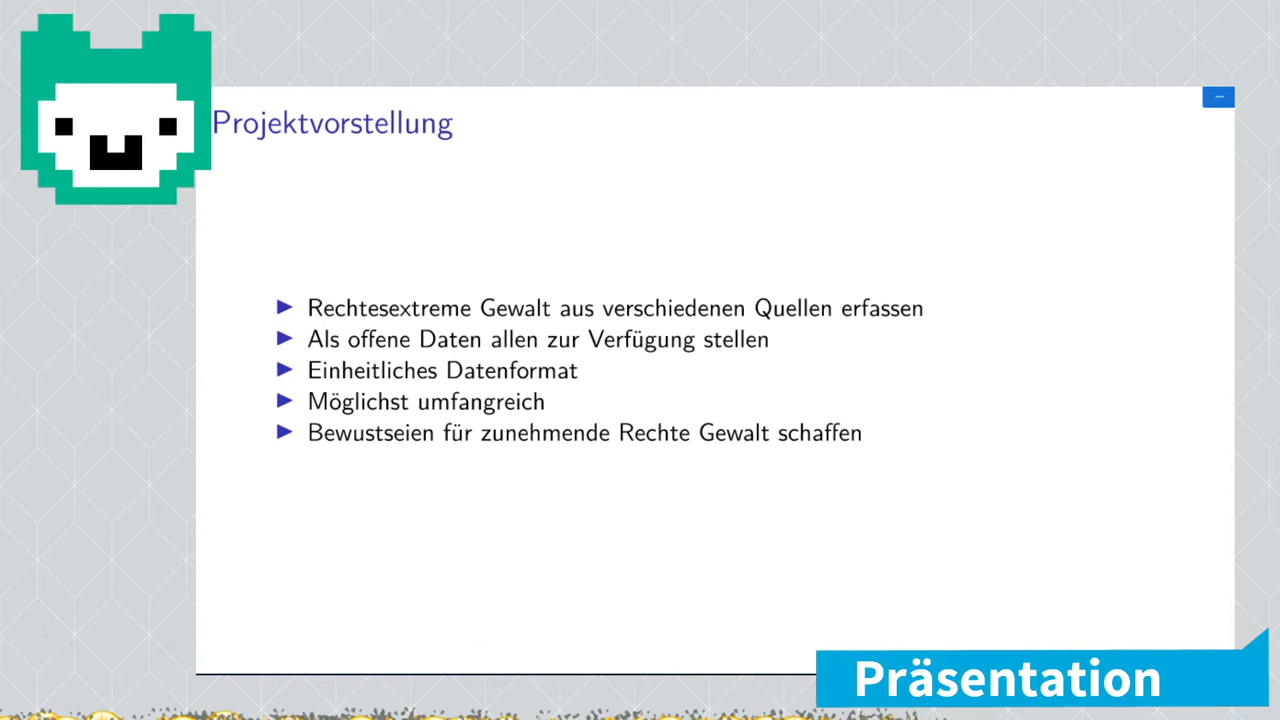 Projektvorstellung
Rechtesextreme Gewalt aus verschiedenen Quellen erfassen
Als offene Daten allen zur Verfügung stellen
Einheitliches Datenformat
Möglichst umfangreich
Bewustseien für zunehmende Rechte Gewalt schaffen
Präsentation